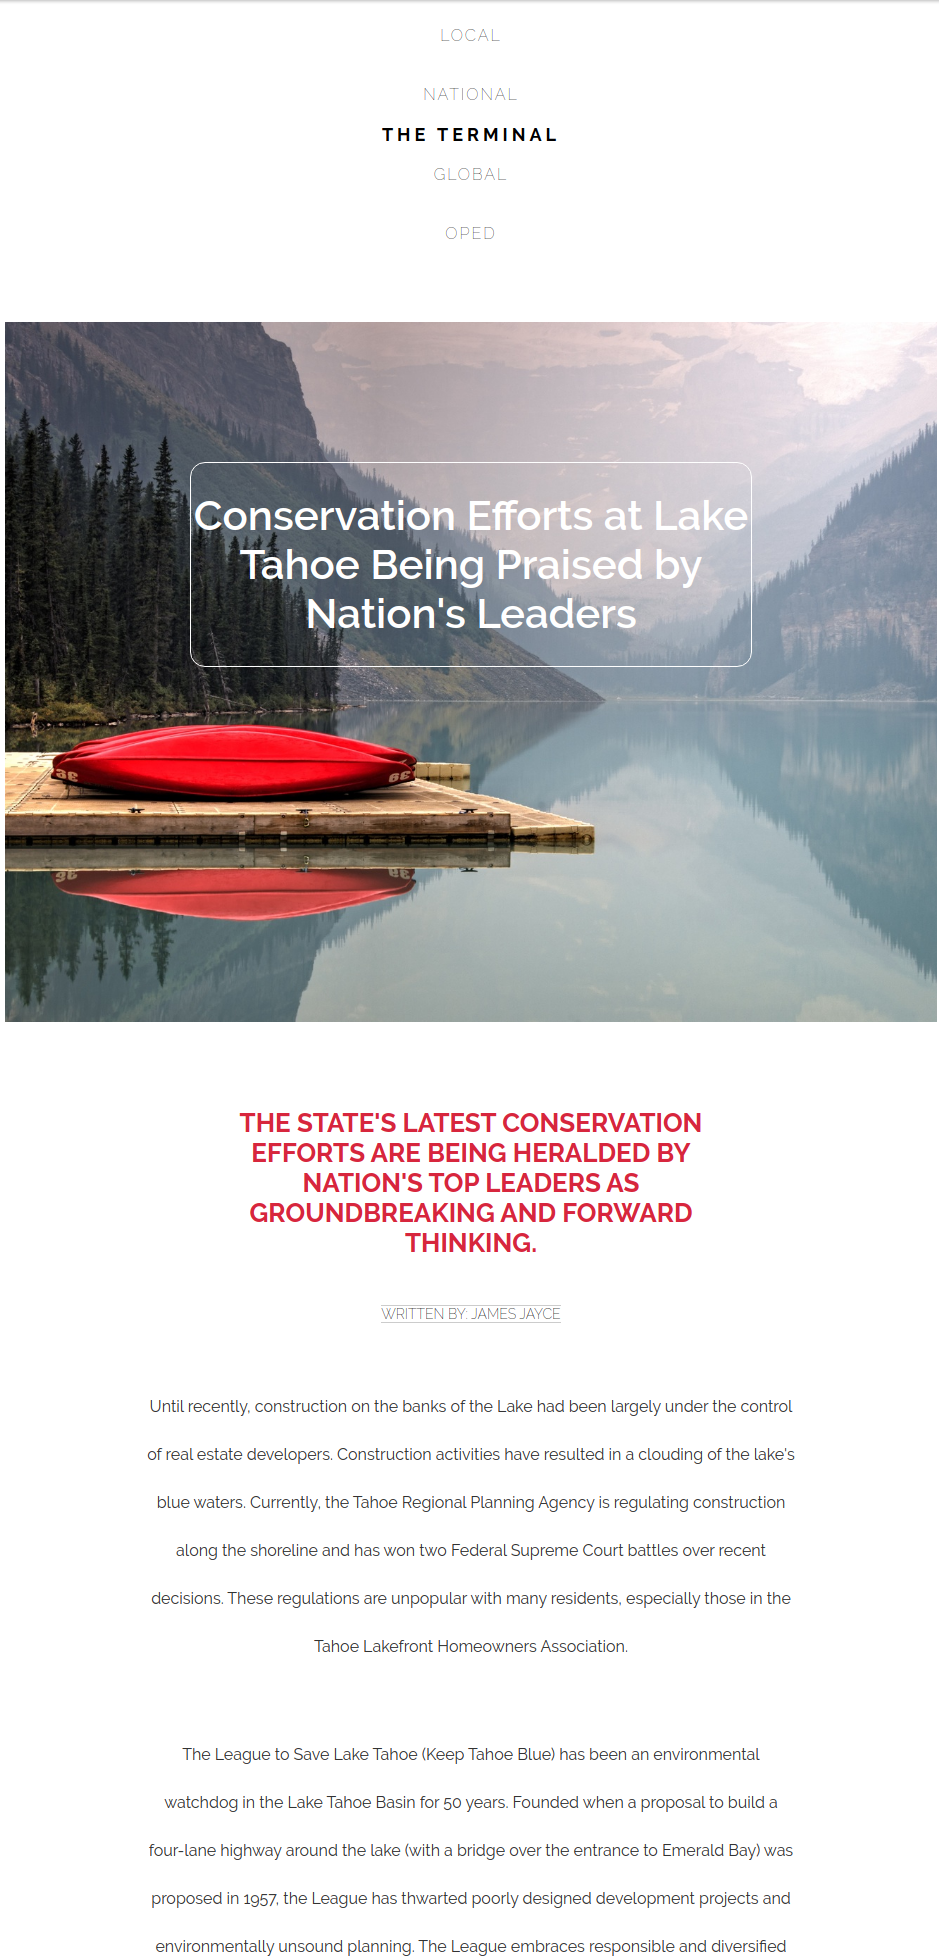 LOCAL
NATIONAL
THE TERMINAL
GLOBAL
OPED
Conservation Efforts at Lake
Tahoe Being Praised by
Nation's Leaders
THE STATE'S LATEST CONSERVATION
EFFORTS ARE BEING HERALDED BY
NATION'S TOP LEADERS AS
GROUNDBREAKING AND FORWARD
THINKING.
WRITTEN BY: JAMES JAYCE
Until recently, construction on the banks of the Lake had been largely under the control
of real estate developers. Construction activities have resulted in a clouding of the lake's
blue waters. Currently, the Tahoe Regional Planning Agency is regulating construction
along the shoreline and has won two Federal Supreme Court battles over recent
decisions. These regulations are unpopular with many residents, especially those in the
Tahoe Lakefront Homeowners Association.
The League to Save Lake Tahoe (Keep Tahoe Blue) has been an environmental
watchdog in the Lake Tahoe Basin for 50 years. Founded when a proposal to build a
four-lane highway around the lake (with a bridge over the entrance to Emerald Bay) was
proposed in 1957, the League has thwarted poorly designed development projects and
environmentally unsound planning. The League embraces responsible and diversified